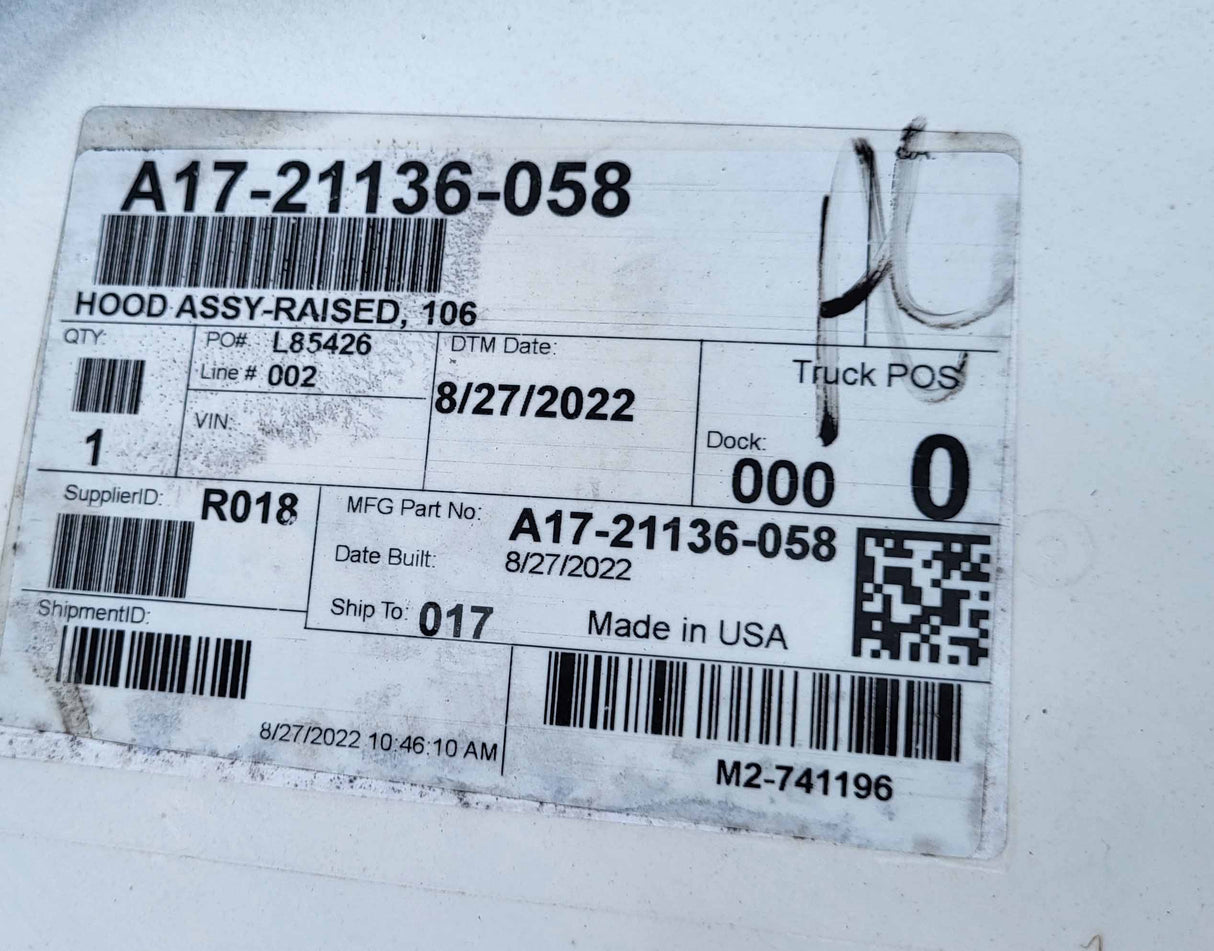 A17-21136-058
HOOD ASSY-RAISED, 106
QTY:
1
PO#: L85426
Line # 002
VIN:
DTM Date:
8/27/2022
Truck POS
Dock:
000
0
SupplierID: R018
MFG Part No: A17-21136-058
Date Built: 8/27/2022
Ship To: 017
Made in USA
ShipmentID:
8/27/2022 10:46:10 AM
M2-741196